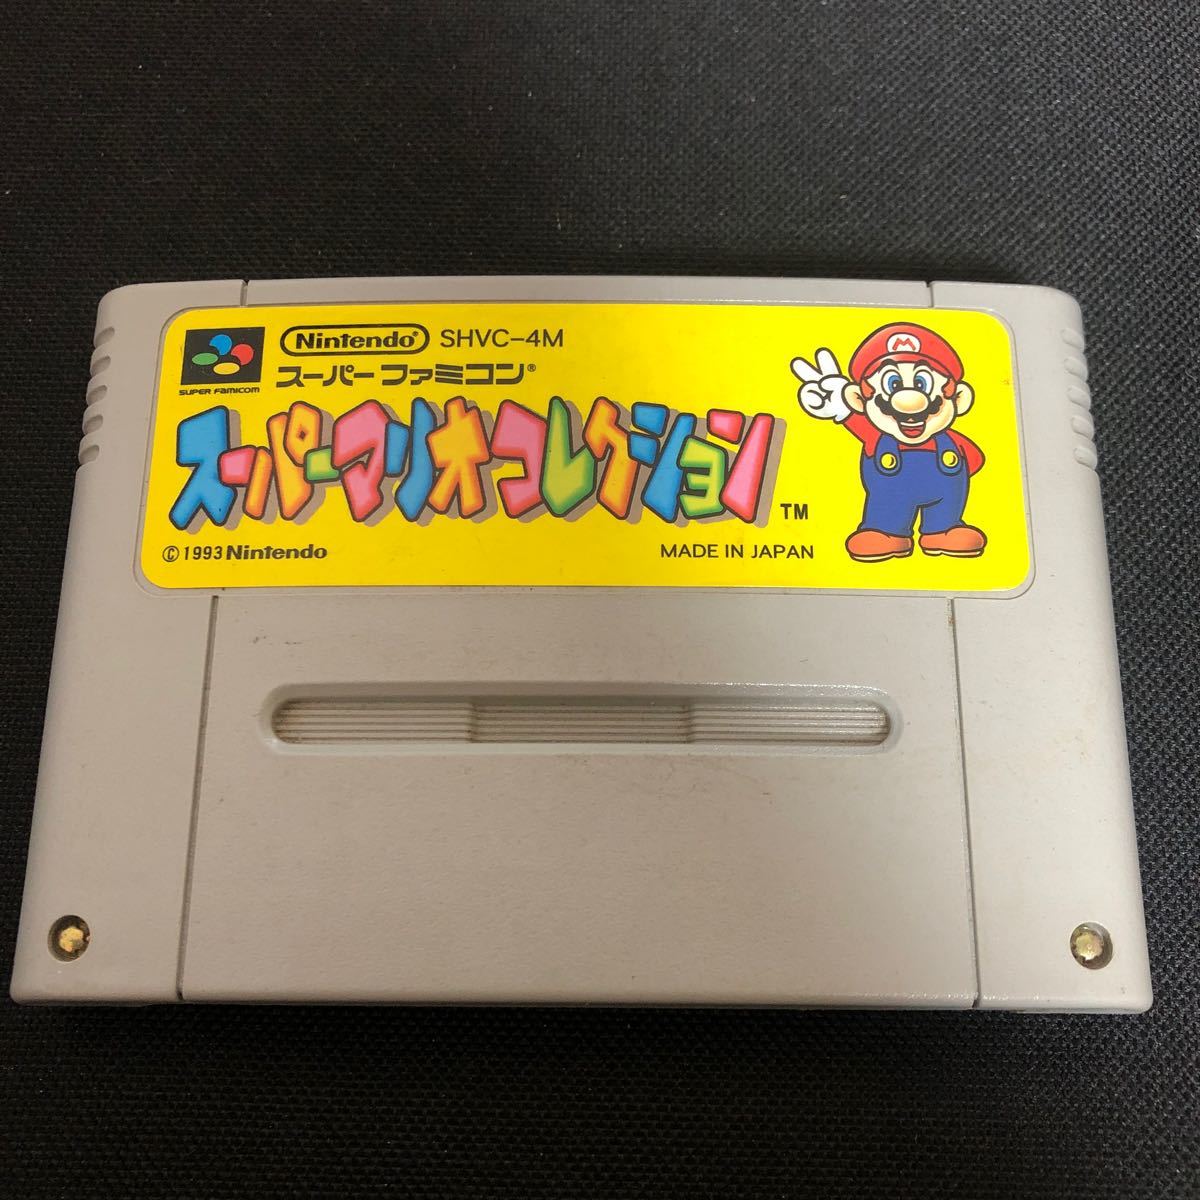 Nintendo® SHVC-4M
SUPER FAMICOM
スーパーファミコン®
スーパーマリオコレクション TM
© 1993 Nintendo
MADE IN JAPAN
M